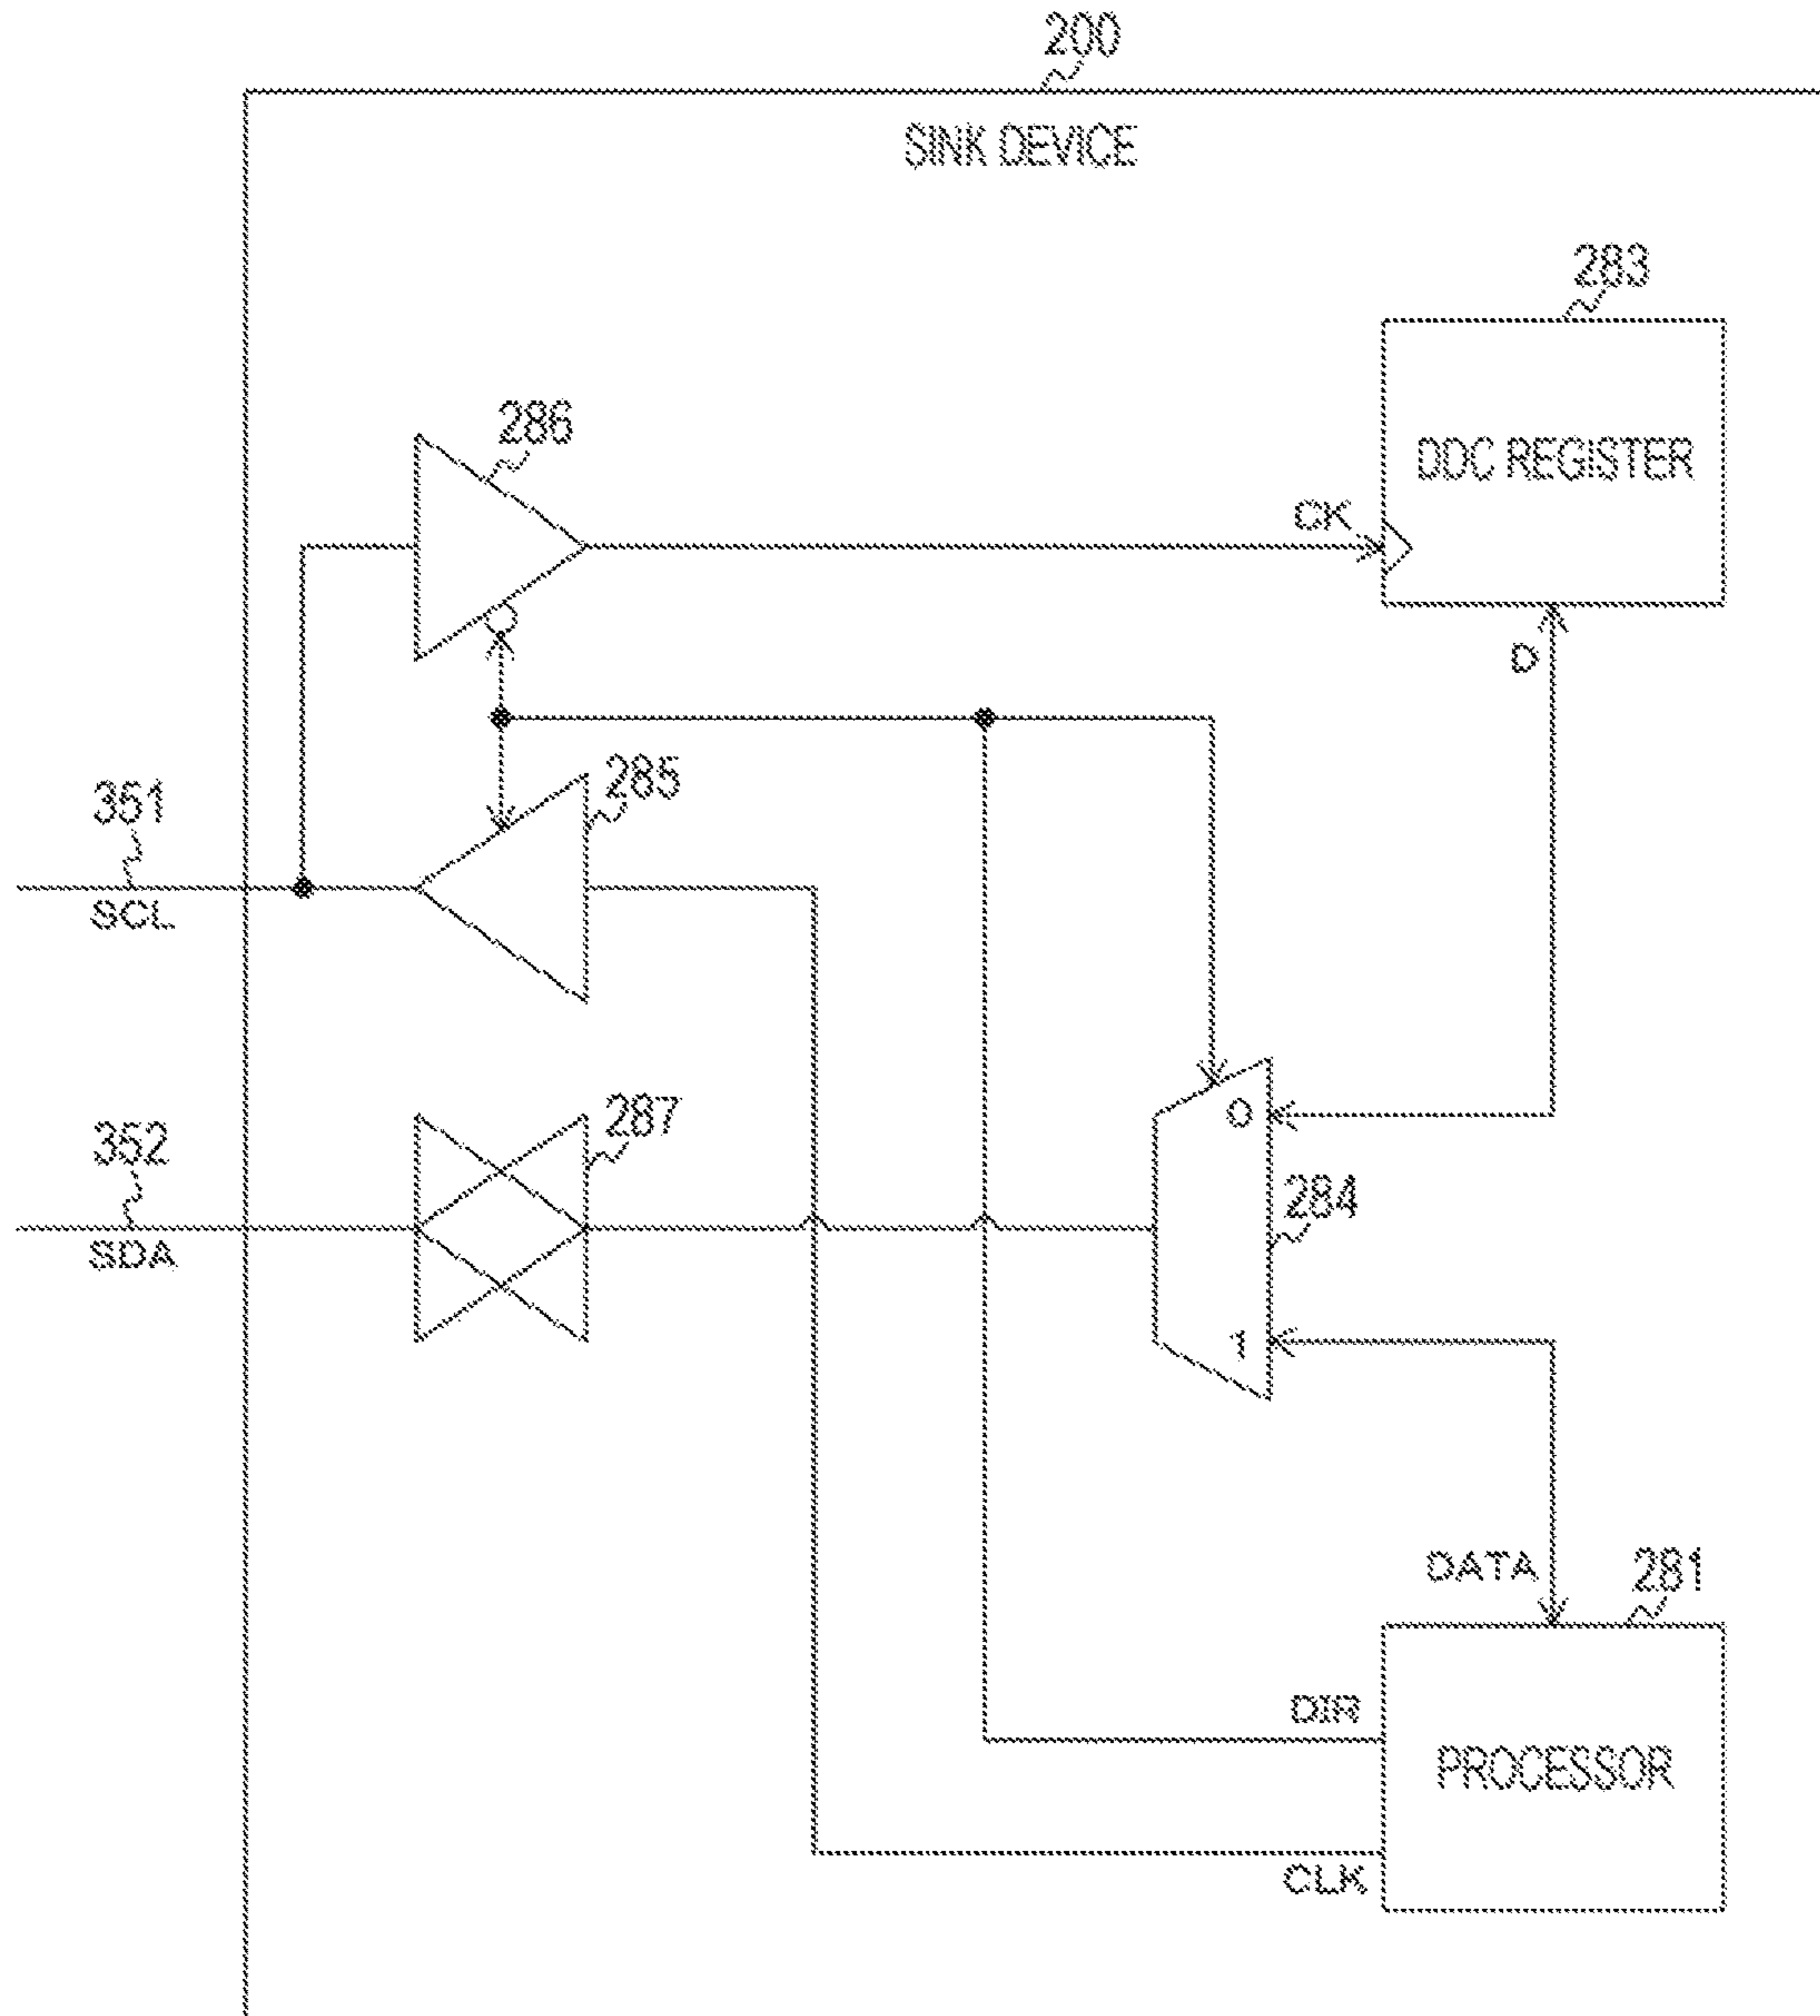 200
SINK DEVICE
283
286
DDC REGISTER
CK
D
285
351
SCL
0
287
352
284
SDA
1
DATA
281
DIR
PROCESSOR
CLK